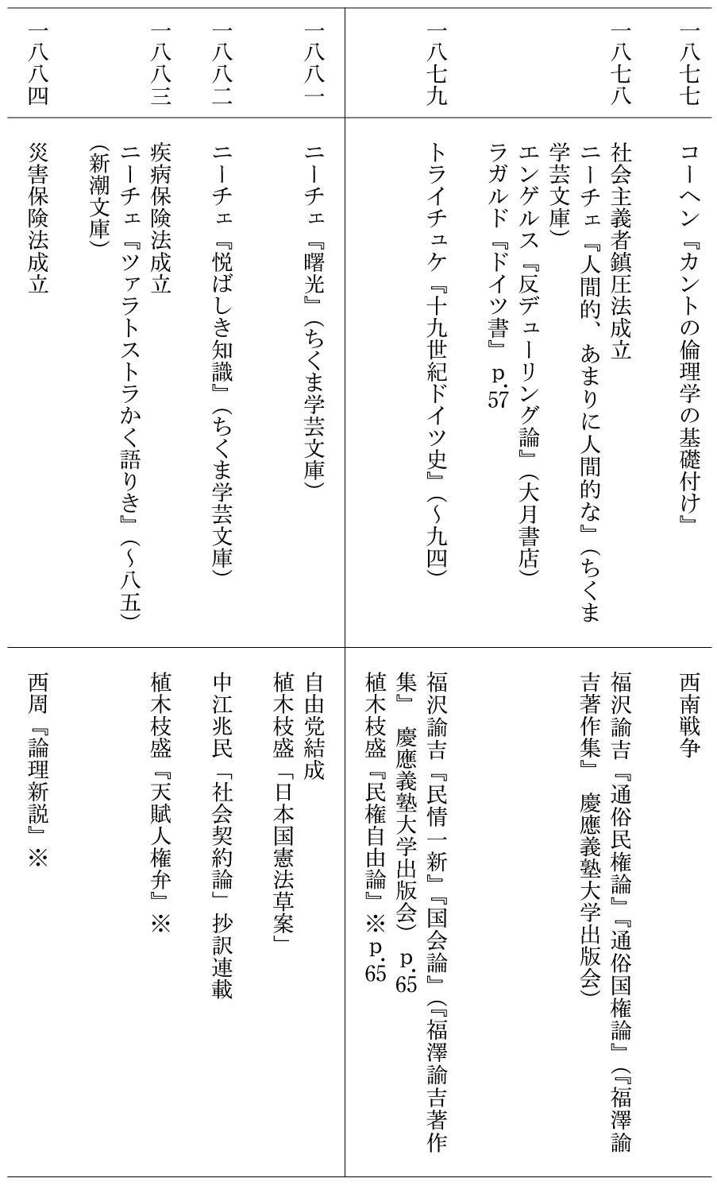 一八七七
コーヘン『カントの倫理学の基礎付け』
西南戦争
一八七八
社会主義者鎮圧法成立
ニーチェ『人間的、あまりに人間的な』（ちくま
学芸文庫）
エンゲルス『反デューリング論』（大月書店）
ラガルド『ドイツ書』 p.57
福沢諭吉『通俗民権論』『通俗国権論』（『福澤諭
吉著作集』 慶應義塾大学出版会）
一八七九
トライチュケ『十九世紀ドイツ史』（〜九四）
福沢諭吉『民情一新』『国会論』（『福澤諭吉著作
集』 慶應義塾大学出版会） p.65
植木枝盛『民権自由論』※ p.65
一八八一
ニーチェ『曙光』（ちくま学芸文庫）
自由党結成
植木枝盛「日本国憲法草案」
一八八二
ニーチェ『悦ばしき知識』（ちくま学芸文庫）
中江兆民「社会契約論」抄訳連載
一八八三
疾病保険法成立
ニーチェ『ツァラトストラかく語りき』（〜八五）
（新潮文庫）
植木枝盛『天賦人権弁』※
一八八四
災害保険法成立
西周『論理新説』※